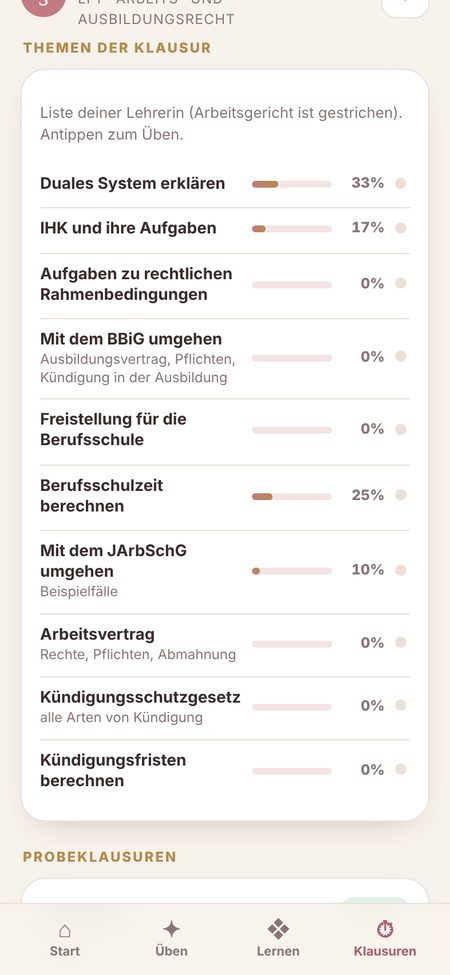 S
AUSBILDUNGSRECHT
THEMEN DER KLAUSUR
Liste deiner Lehrerin (Arbeitsgericht ist gestrichen).
Antippen zum Üben.
Duales System erklären 33%
IHK und ihre Aufgaben 17%
Aufgaben zu rechtlichen
Rahmenbedingungen 0%
Mit dem BBiG umgehen
Ausbildungsvertrag, Pflichten,
Kündigung in der Ausbildung 0%
Freistellung für die
Berufsschule 0%
Berufsschulzeit
berechnen 25%
Mit dem JArbSchG
umgehen
Beispielfälle 10%
Arbeitsvertrag
Rechte, Pflichten, Abmahnung 0%
Kündigungsschutzgesetz
alle Arten von Kündigung 0%
Kündigungsfristen
berechnen 0%
PROBEKLAUSUREN
Start Üben Lernen Klausuren